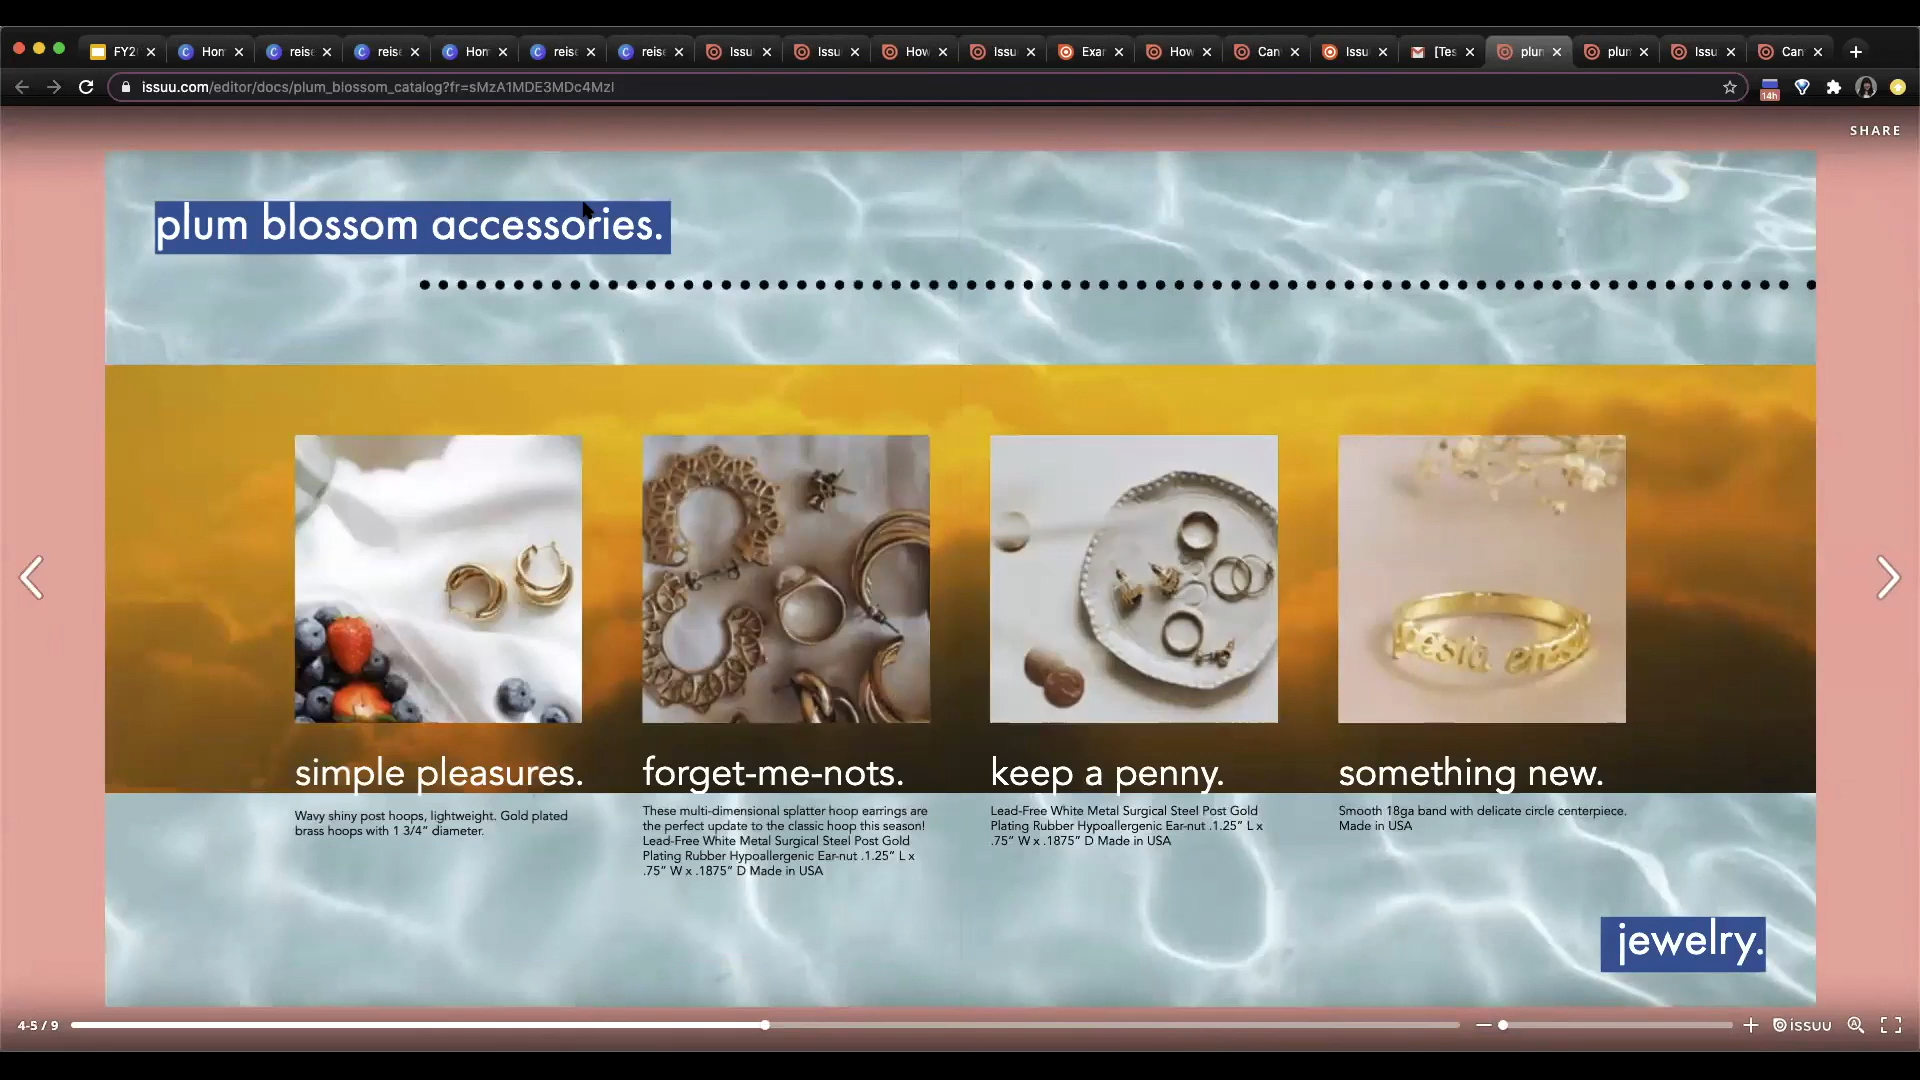 FY2
Hom
reis
reis
Hom
reis
reis
Issu
Issu
How
Issu
Exar
How
Can
Issu
[Tes
plum
plum
Issu
Can
issuu.com/editor/docs/plum_blossom_catalog?fr=sMzA1MDE3MDc4MzI
14h
SHARE
plum blossom accessories.
simple pleasures.
Wavy shiny post hoops, lightweight. Gold plated
brass hoops with 1 3/4" diameter.
forget-me-nots.
These multi-dimensional splatter hoop earrings are
the perfect update to the classic hoop this season!
Lead-Free White Metal Surgical Steel Post Gold
Plating Rubber Hypoallergenic Ear-nut .1.25" L x
.75" W x .1875" D Made in USA
keep a penny.
Lead-Free White Metal Surgical Steel Post Gold
Plating Rubber Hypoallergenic Ear-nut .1.25" L x
.75" W x .1875" D Made in USA
something new.
Smooth 18ga band with delicate circle centerpiece.
Made in USA
jewelry.
4-5 / 9
issuu